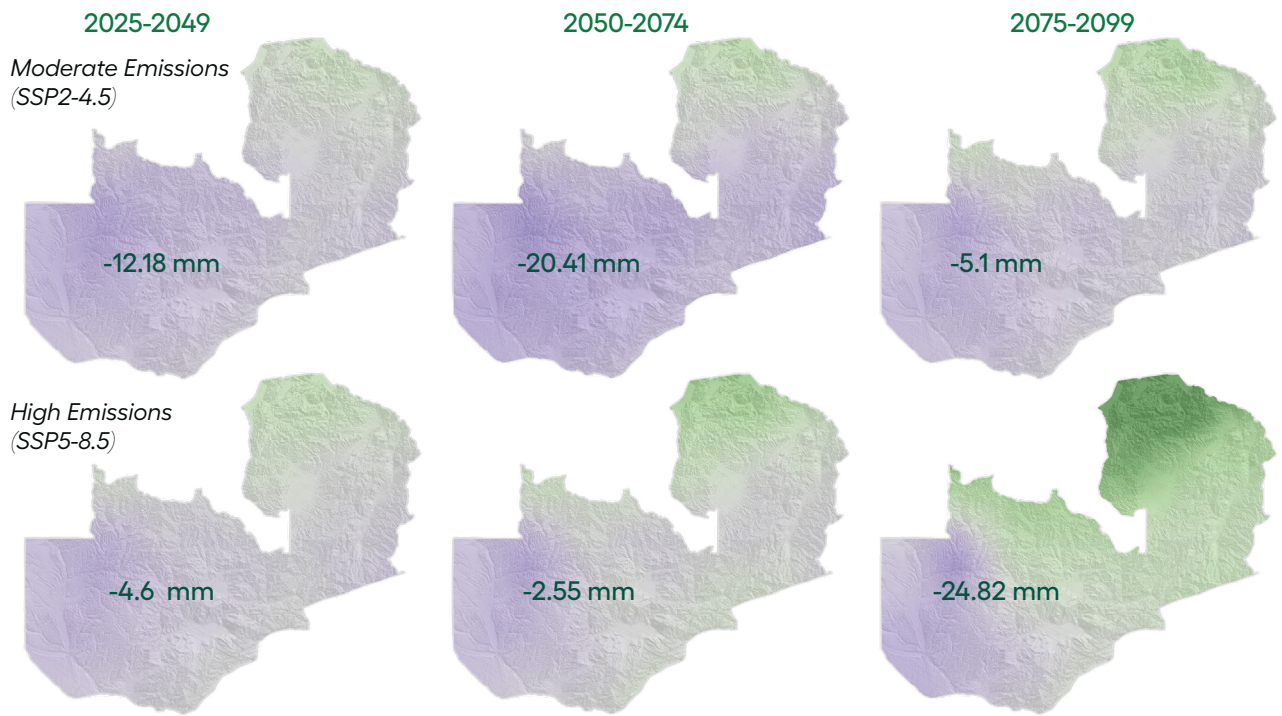 2025-2049
2050-2074
2075-2099
Moderate Emissions
(SSP2-4.5)
-12.18 mm
-20.41 mm
-5.1 mm
High Emissions
(SSP5-8.5)
-4.6 mm
-2.55 mm
-24.82 mm